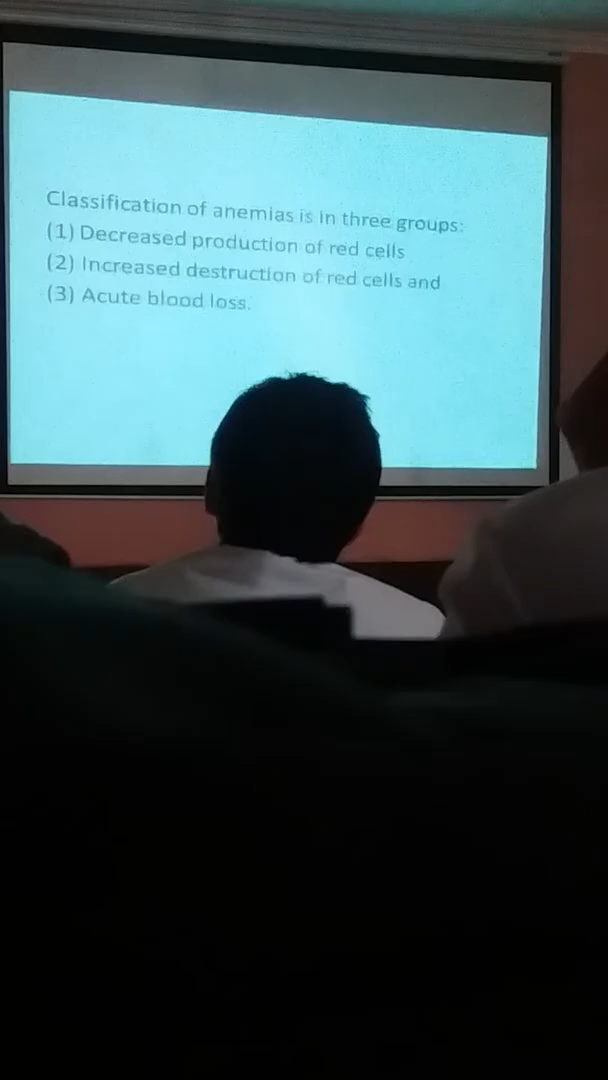 Classification of anemias is in three groups:
(1) Decreased production of red cells
(2) Increased destruction of red cells and
(3) Acute blood loss.